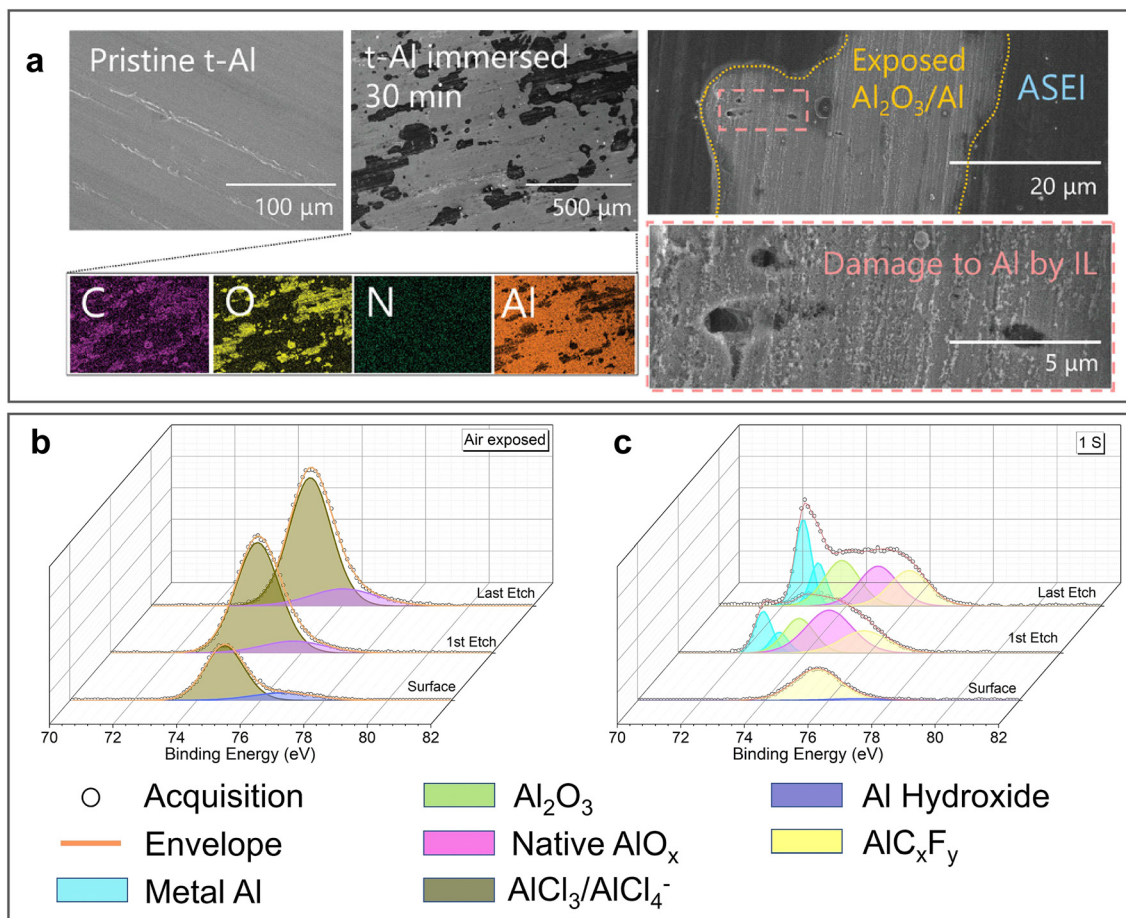 a
Pristine t-Al
100 μm
t-Al immersed
30 min
500 μm
Exposed
Al₂O₃/Al
ASEI
20 μm
C
O
N
Al
Damage to Al by IL
5 μm
b
Air exposed
Last Etch
1st Etch
Surface
70 72 74 76 78 80 82
Binding Energy (eV)
c
1 S
Last Etch
1st Etch
Surface
70 72 74 76 78 80 82
Binding Energy (eV)
Acquisition
Al₂O₃
Al Hydroxide
Envelope
Native AlOₓ
AlCₓFᵧ
Metal Al
AlCl₃/AlCl₄⁻